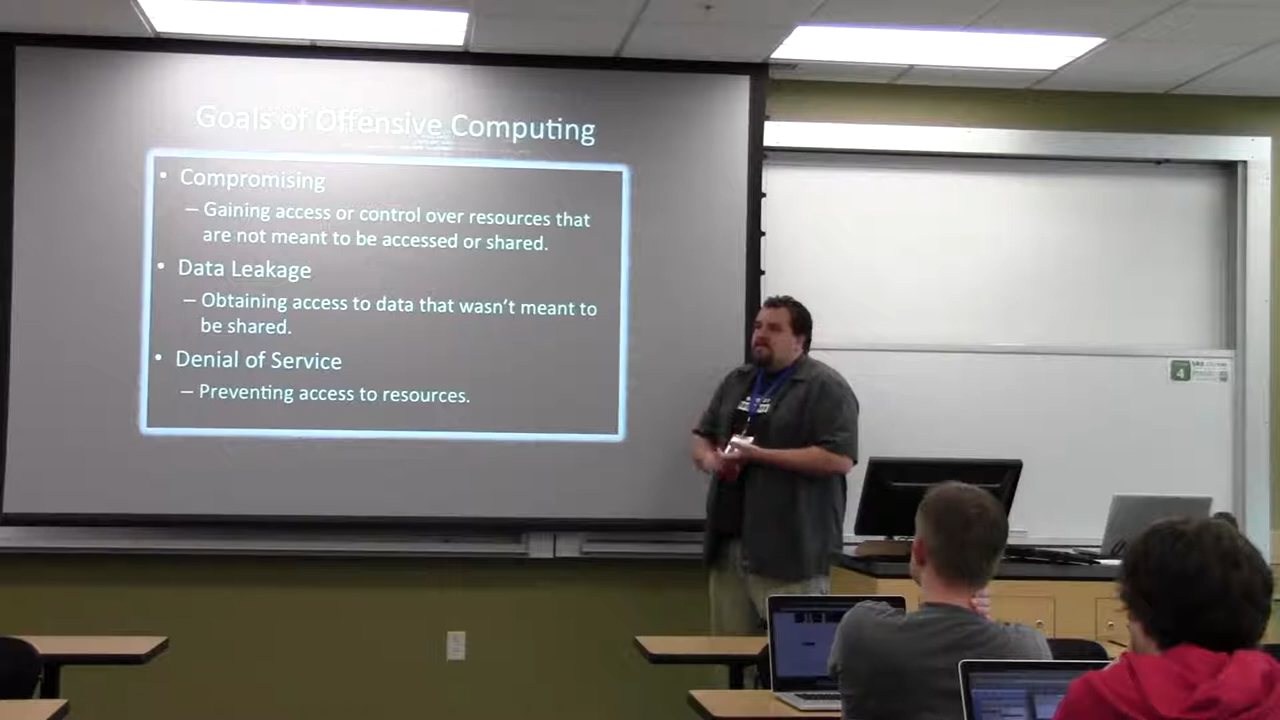 Goals of Offensive Computing
• Compromising
– Gaining access or control over resources that
are not meant to be accessed or shared.
• Data Leakage
– Obtaining access to data that wasn't meant to
be shared.
• Denial of Service
– Preventing access to resources.
4